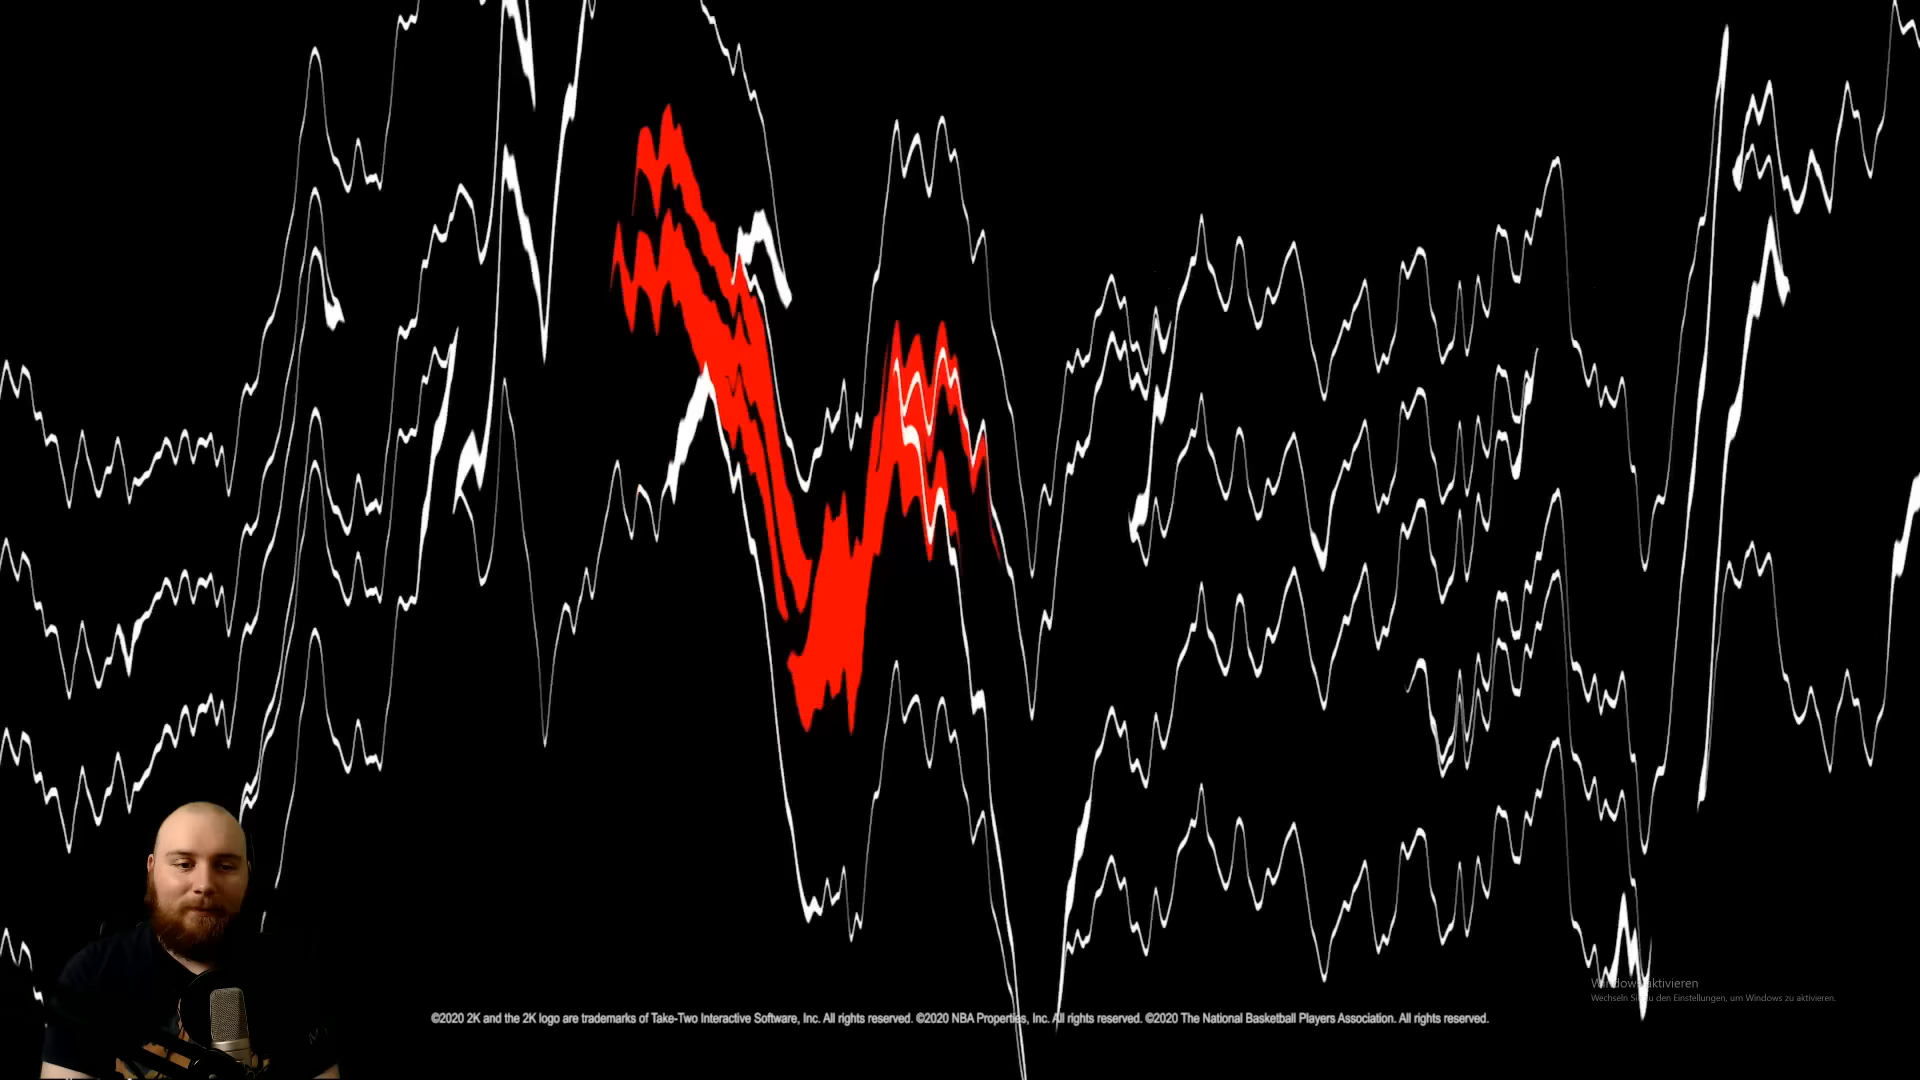 Windows aktivieren
Wechseln Sie zu den Einstellungen, um Windows zu aktivieren.
©2020 2K and the 2K logo are trademarks of Take-Two Interactive Software, Inc. All rights reserved. ©2020 NBA Properties, Inc. All rights reserved. ©2020 The National Basketball Players Association. All rights reserved.